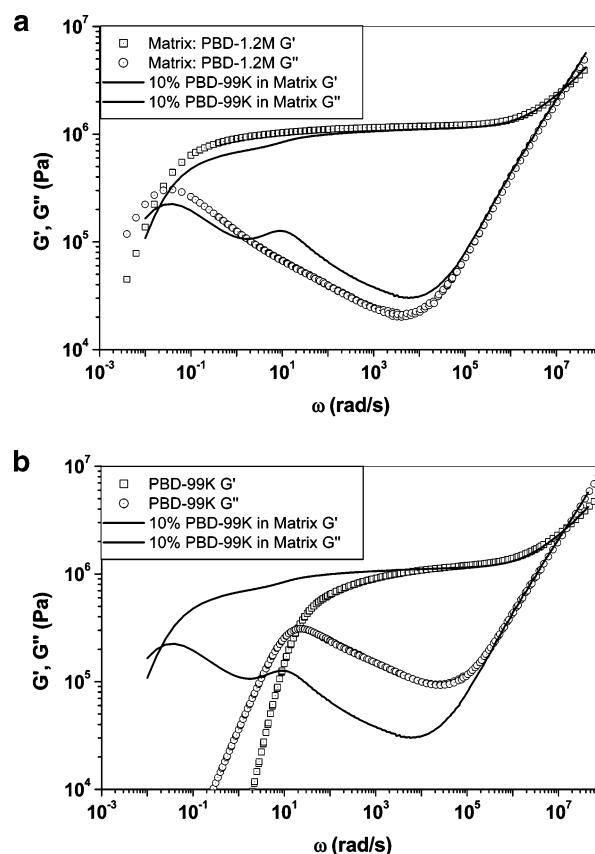 a
10⁷
10⁶
10⁵
10⁴
G', G" (Pa)
Matrix: PBD-1.2M G'
Matrix: PBD-1.2M G"
10% PBD-99K in Matrix G'
10% PBD-99K in Matrix G"
10⁻³ 10⁻¹ 10¹ 10³ 10⁵ 10⁷
ω (rad/s)
b
10⁷
10⁶
10⁵
10⁴
G', G" (Pa)
PBD-99K G'
PBD-99K G"
10% PBD-99K in Matrix G'
10% PBD-99K in Matrix G"
10⁻³ 10⁻¹ 10¹ 10³ 10⁵ 10⁷
ω (rad/s)